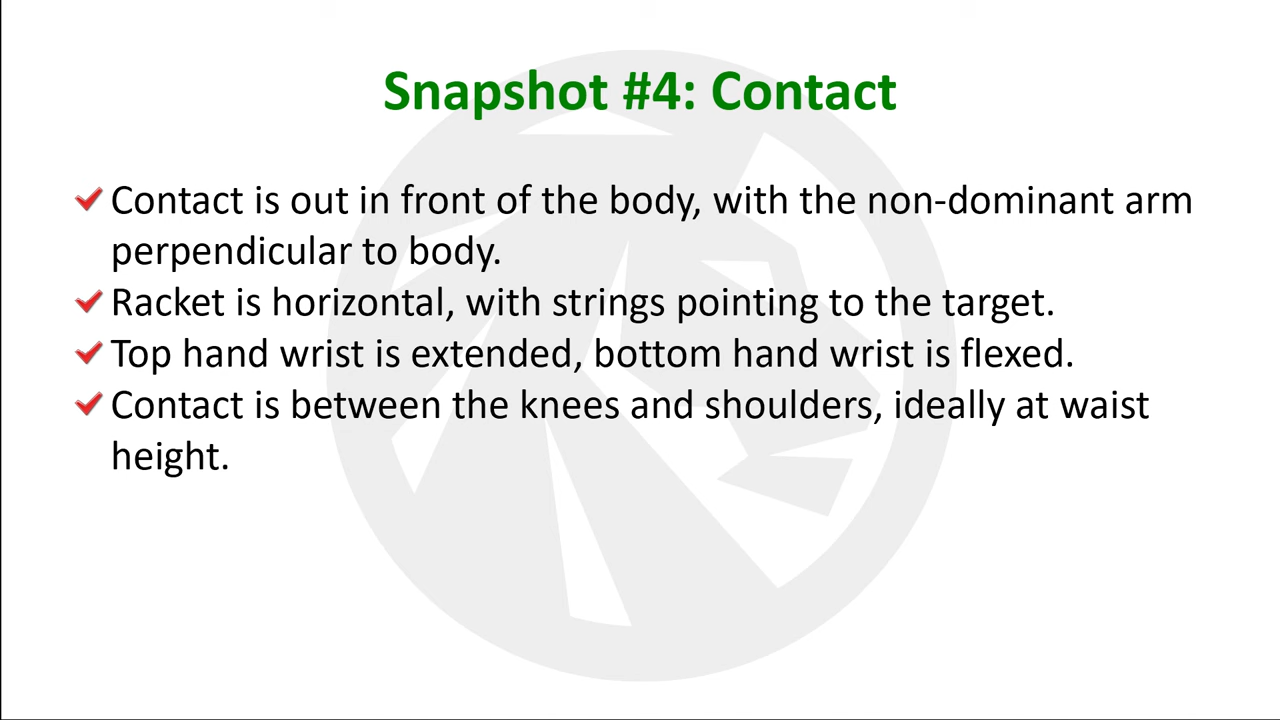 Snapshot #4: Contact
Contact is out in front of the body, with the non-dominant arm
perpendicular to body.
Racket is horizontal, with strings pointing to the target.
Top hand wrist is extended, bottom hand wrist is flexed.
Contact is between the knees and shoulders, ideally at waist
height.